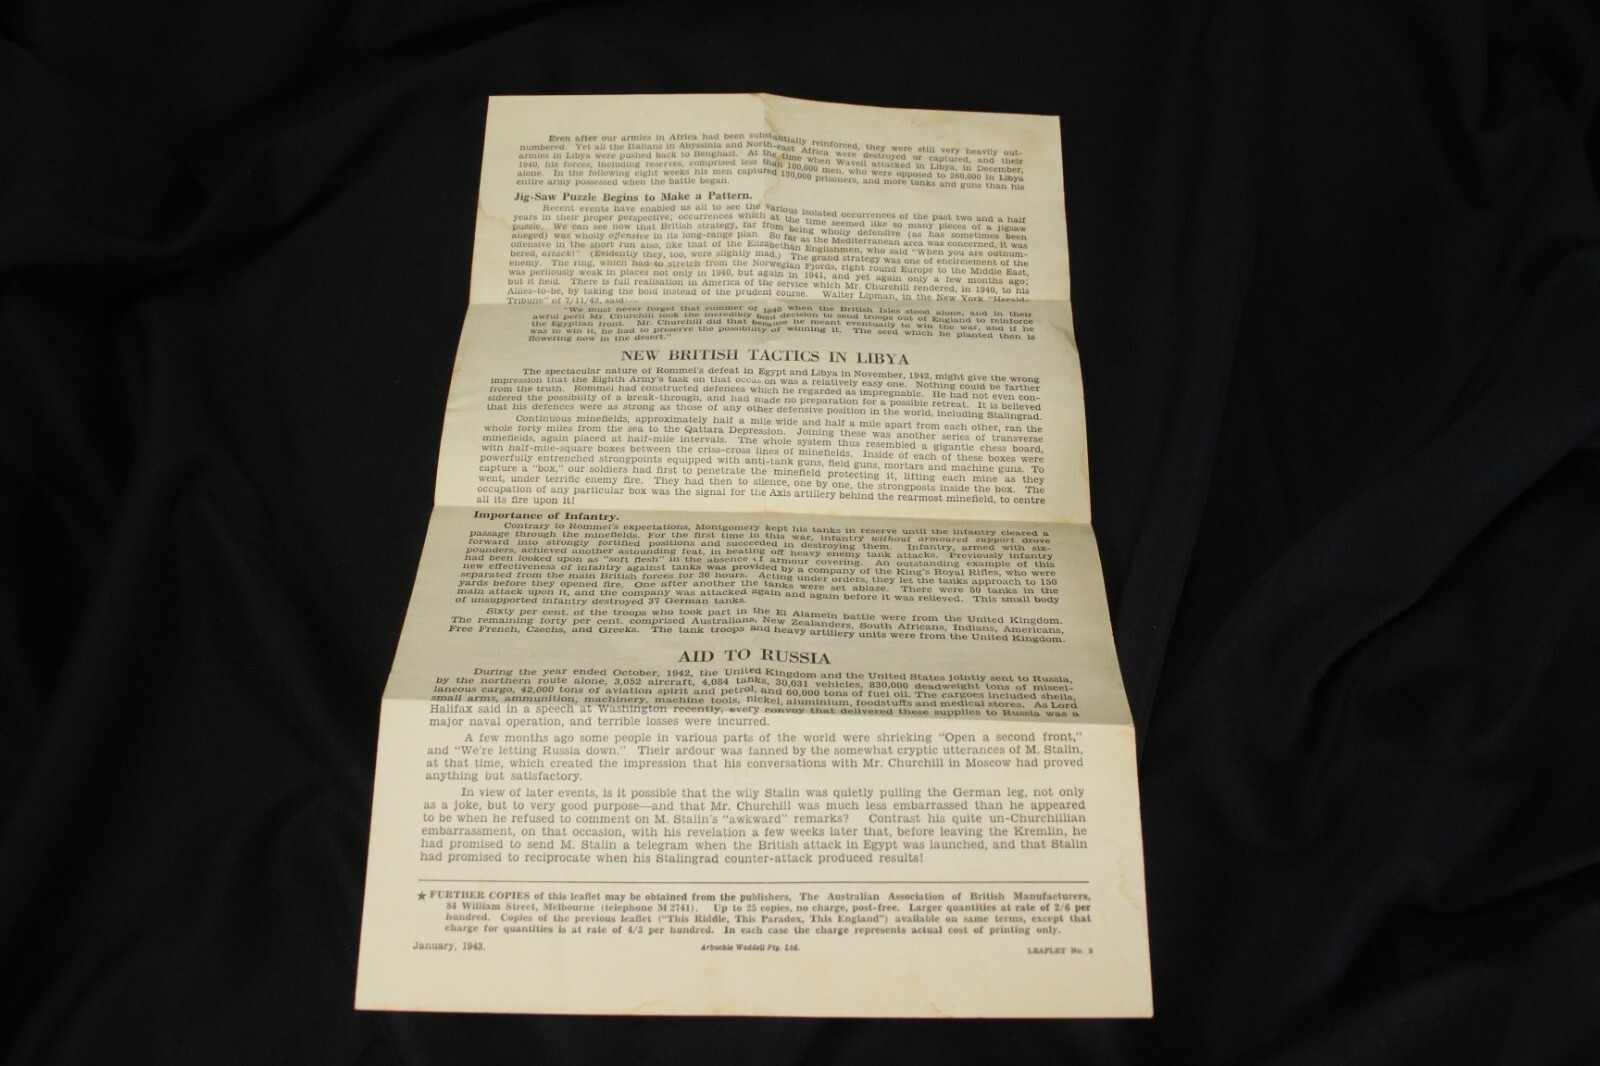 Even after our armies in Africa had been substantially reinforced, they were still very heavily out-
numbered. Yet all the Italians in Abyssinia and North-east Africa were destroyed or captured, and their
armies in Libya were pushed back to Benghazi. At the time when Wavell attacked in Libya, in December,
1940, his forces, including reserves, comprised less than 100,000 men, who were opposed to 260,000 in Libya
alone. In the following eight weeks his men captured 130,000 prisoners, and more tanks and guns than his
entire army possessed when the battle began.
Jig-Saw Puzzle Begins to Make a Pattern.
Recent events have enabled us all to see the various isolated occurrences of the past two and a half
years in their proper perspective; occurrences which at the time seemed like so many pieces of a jigsaw
puzzle. We can see now that British strategy, far from being wholly defensive (as has sometimes been
alleged) was wholly offensive in its long-range plan. So far as the Mediterranean area was concerned, it was
offensive in the short run also, like that of the Elizabethan Englishmen, who said "When you are outnum-
bered, attack!" (Evidently they, too, were slightly mad.) The grand strategy was one of encirclement of the
enemy. The ring, which had to stretch from the Norwegian Fjords, right round Europe to the Middle East,
was perilously weak in places not only in 1940, but again in 1941, and yet again only a few months ago;
but it held. There is full realisation in America of the service which Mr. Churchill rendered, in 1940, to his
Allies-to-be, by taking the bold instead of the prudent course. Walter Lipman, in the New York "Herald-
Tribune" of 7/11/42, said:—
"We must never forget that summer of 1940 when the British Isles stood alone, and in their
awful peril Mr. Churchill took the incredibly bold decision to send troops out of England to reinforce
the Egyptian front. Mr. Churchill did that because he meant eventually to win the war, and if he
was to win it, he had to preserve the possiblity of winning it. The seed which he planted then is
flowering now in the desert."
NEW BRITISH TACTICS IN LIBYA
The spectacular nature of Rommel's defeat in Egypt and Libya in November, 1942, might give the wrong
impression that the Eighth Army's task on that occasion was a relatively easy one. Nothing could be farther
from the truth. Rommel had constructed defences which he regarded as impregnable. He had not even con-
sidered the possibility of a break-through, and had made no preparation for a possible retreat. It is believed
that his defences were as strong as those of any other defensive position in the world, including Stalingrad.
Continuous minefields, approximately half a mile wide and half a mile apart from each other, ran the
whole forty miles from the sea to the Qattara Depression. Joining these was another series of transverse
minefields, again placed at half-mile intervals. The whole system thus resembled a gigantic chess board,
with half-mile-square boxes between the criss-cross lines of minefields. Inside of each of these boxes were
powerfully entrenched strongpoints equipped with anti-tank guns, field guns, mortars and machine guns. To
capture a "box," our soldiers had first to penetrate the minefield protecting it, lifting each mine as they
went, under terrific enemy fire. They had then to silence, one by one, the strongposts inside the box. The
occupation of any particular box was the signal for the Axis artillery behind the rearmost minefield, to centre
all its fire upon it!
Importance of Infantry.
Contrary to Rommel's expectations, Montgomery kept his tanks in reserve until the infantry cleared a
passage through the minefields. For the first time in this war, infantry without armoured support drove
forward into strongly fortified positions and succeeded in destroying them. Infantry, armed with six-
pounders, achieved another astounding feat, in beating off heavy enemy tank attacks. Previously infantry
had been looked upon as "soft flesh" in the absence of armour covering. An outstanding example of this
new effectiveness of infantry against tanks was provided by a company of the King's Royal Rifles, who were
separated from the main British forces for 36 hours. Acting under orders, they let the tanks approach to 150
yards before they opened fire. One after another the tanks were set ablaze. There were 50 tanks in the
main attack upon it, and the company was attacked again and again before it was relieved. This small body
of unsupported infantry destroyed 37 German tanks.
Sixty per cent. of the troops who took part in the El Alamein battle were from the United Kingdom.
The remaining forty per cent. comprised Australians, New Zealanders, South Africans, Indians, Americans,
Free French, Czechs, and Greeks. The tank troops and heavy artillery units were from the United Kingdom.
AID TO RUSSIA
During the year ended October, 1942, the United Kingdom and the United States jointly sent to Russia,
by the northern route alone, 3,052 aircraft, 4,084 tanks, 30,031 vehicles, 830,000 deadweight tons of miscel-
laneous cargo, 42,000 tons of aviation spirit and petrol, and 60,000 tons of fuel oil. The cargoes included shells,
small arms, ammunition, machinery, machine tools, nickel, aluminium, foodstuffs and medical stores. As Lord
Halifax said in a speech at Washington recently, every convoy that delivered these supplies to Russia was a
major naval operation, and terrible losses were incurred.
A few months ago some people in various parts of the world were shrieking "Open a second front,"
and "We're letting Russia down." Their ardour was fanned by the somewhat cryptic utterances of M. Stalin,
at that time, which created the impression that his conversations with Mr. Churchill in Moscow had proved
anything but satisfactory.
In view of later events, is it possible that the wily Stalin was quietly pulling the German leg, not only
as a joke, but to very good purpose—and that Mr. Churchill was much less embarrassed than he appeared
to be when he refused to comment on M. Stalin's "awkward" remarks? Contrast his quite un-Churchillian
embarrassment, on that occasion, with his revelation a few weeks later that, before leaving the Kremlin, he
had promised to send M. Stalin a telegram when the British attack in Egypt was launched, and that Stalin
had promised to reciprocate when his Stalingrad counter-attack produced results!
★ FURTHER COPIES of this leaflet may be obtained from the publishers, The Australian Association of British Manufacturers,
84 William Street, Melbourne (telephone M 2741). Up to 25 copies, no charge, post-free. Larger quantities at rate of 2/6 per
hundred. Copies of the previous leaflet ("This Riddle, This Paradox, This England") available on same terms, except that
charge for quantities is at rate of 4/3 per hundred. In each case the charge represents actual cost of printing only.
January, 1943.
Arbuckle Waddell Pty. Ltd.
LEAFLET No. 2